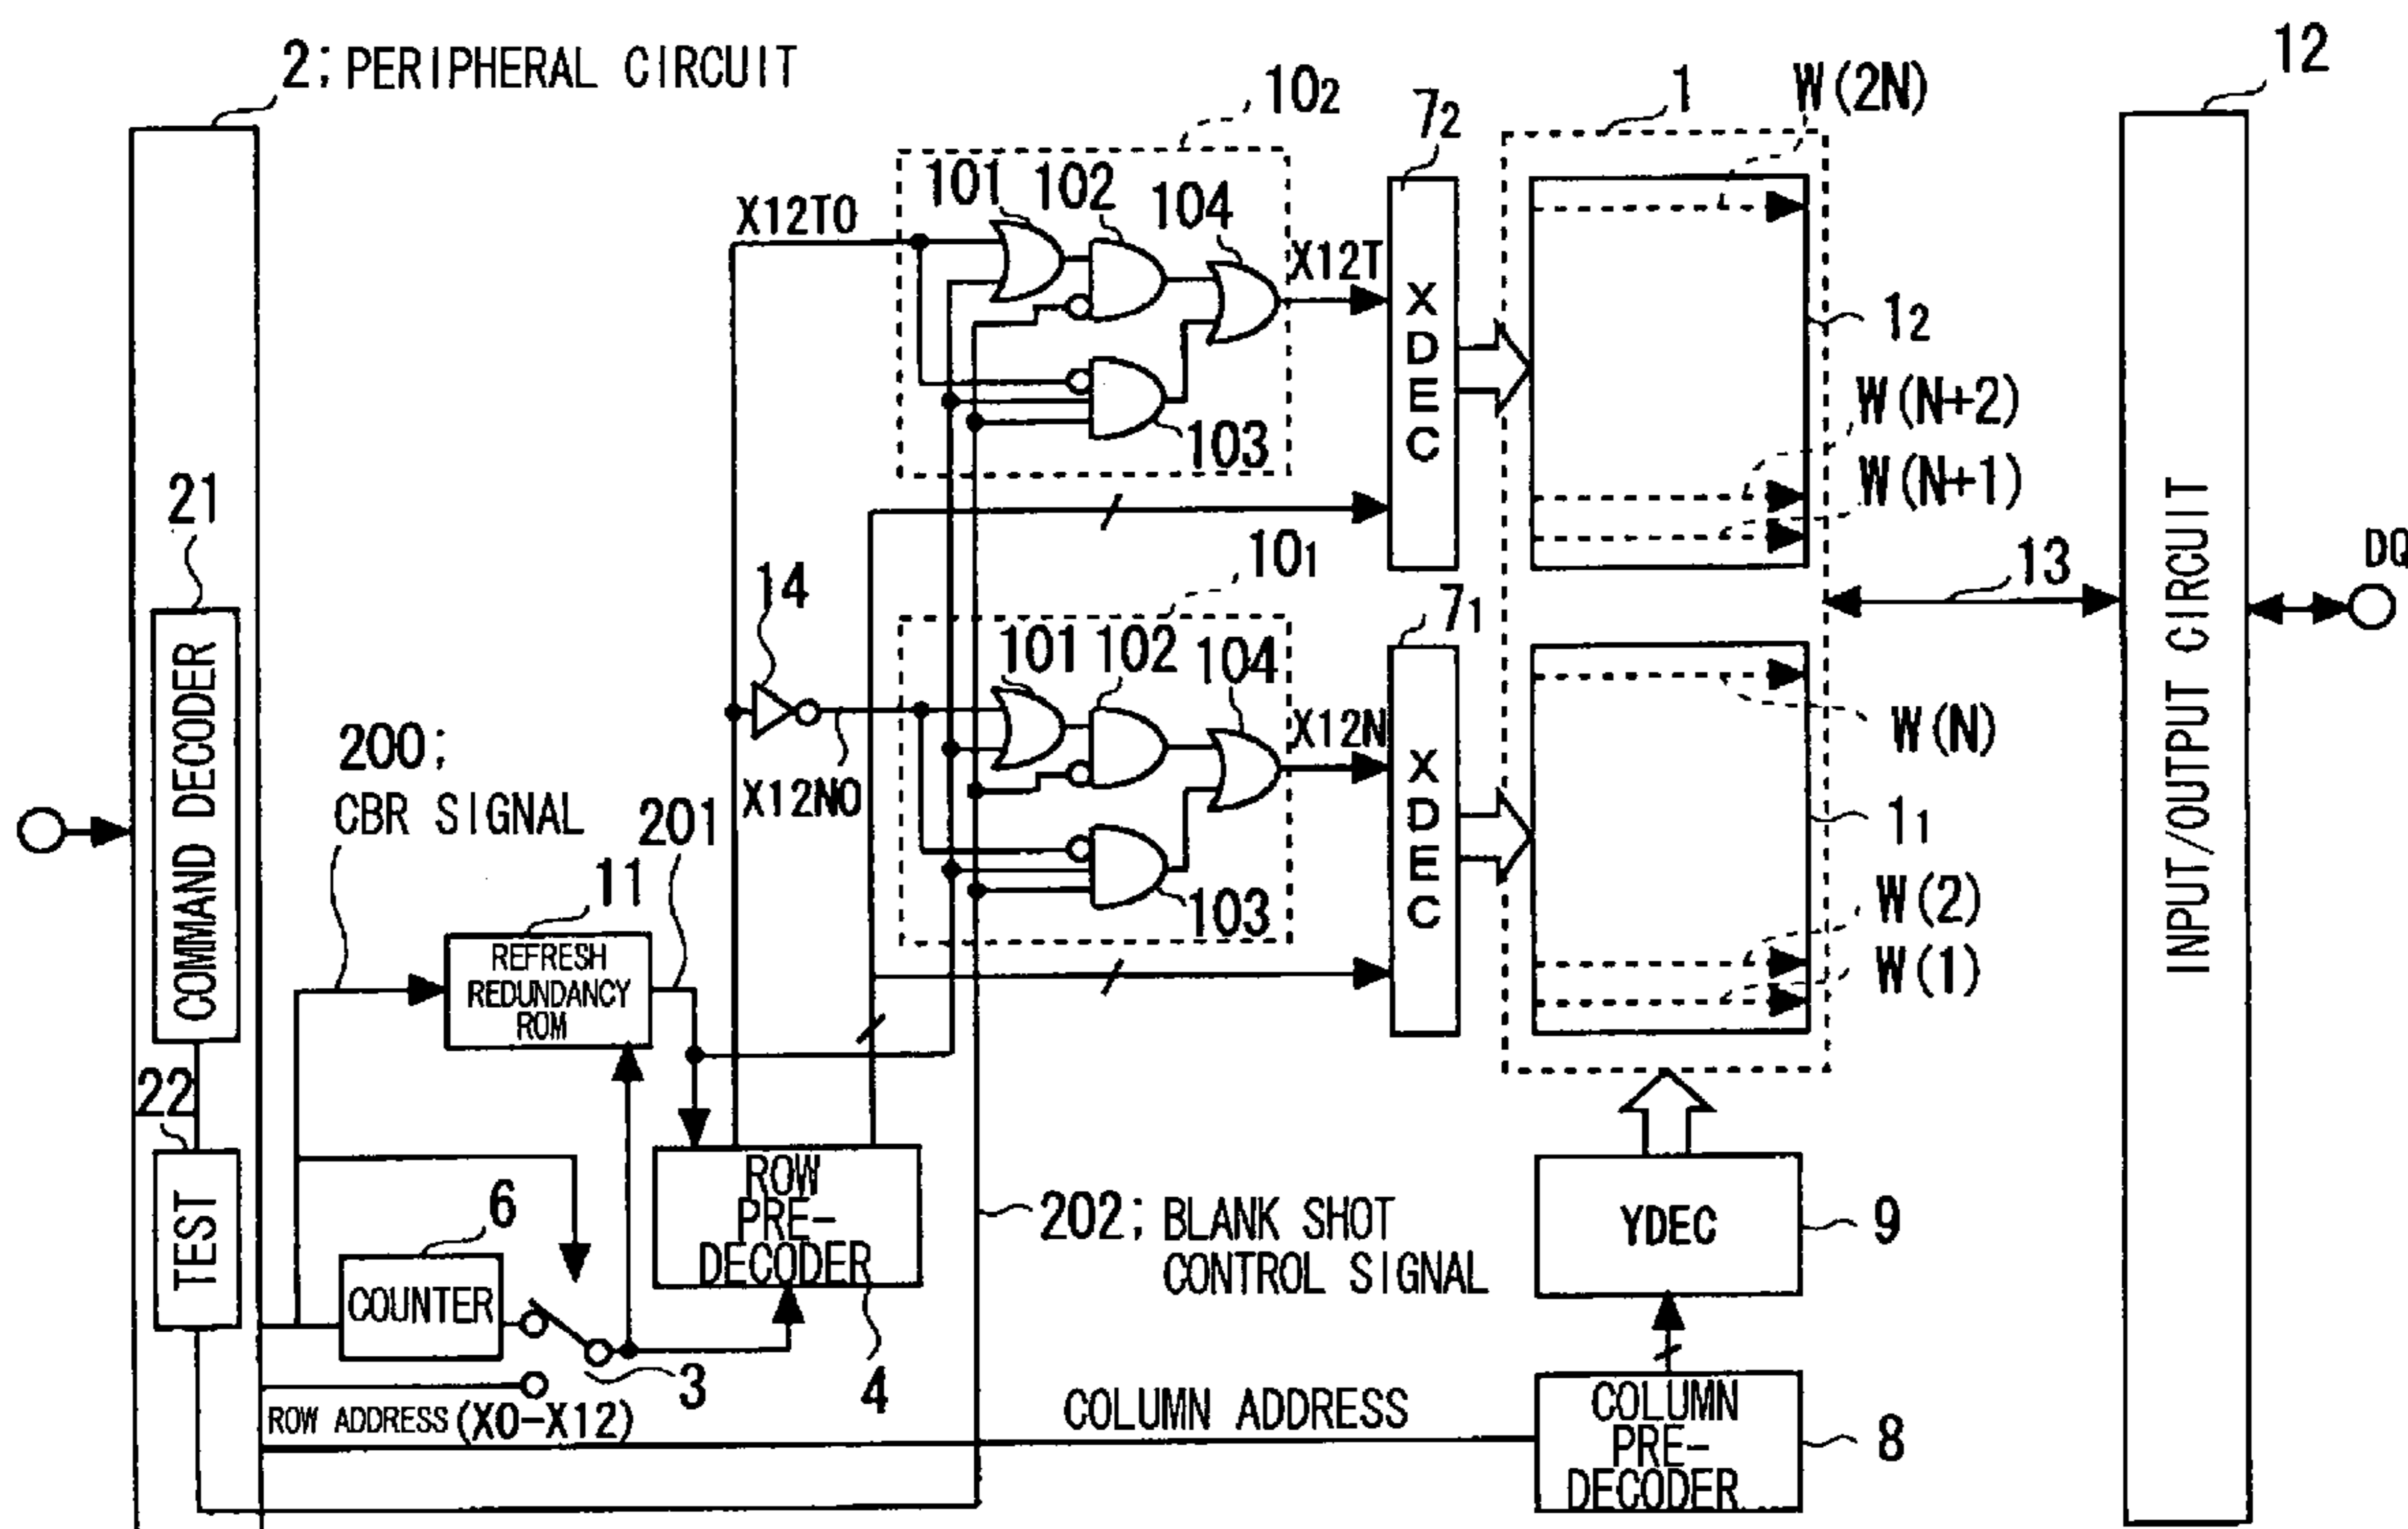 2; PERIPHERAL CIRCUIT
10₂
7₂
1
W(2N)
12
101 102 104
X12T0
X12T
X
D
E
C
1₂
W(N+2)
W(N+1)
103
21
COMMAND DECODER
14
10₁
7₁
13
INPUT/OUTPUT CIRCUIT
DQ
101 102 104
X12N
X
D
E
C
W(N)
200;
CBR SIGNAL
201
X12N0
1₁
11
REFRESH
REDUNDANCY
ROM
103
W(2)
W(1)
22
TEST
6
COUNTER
ROW
PRE-
DECODER
202; BLANK SHOT
CONTROL SIGNAL
YDEC
9
3
4
ROW ADDRESS (X0-X12)
COLUMN ADDRESS
COLUMN
PRE-
DECODER
8